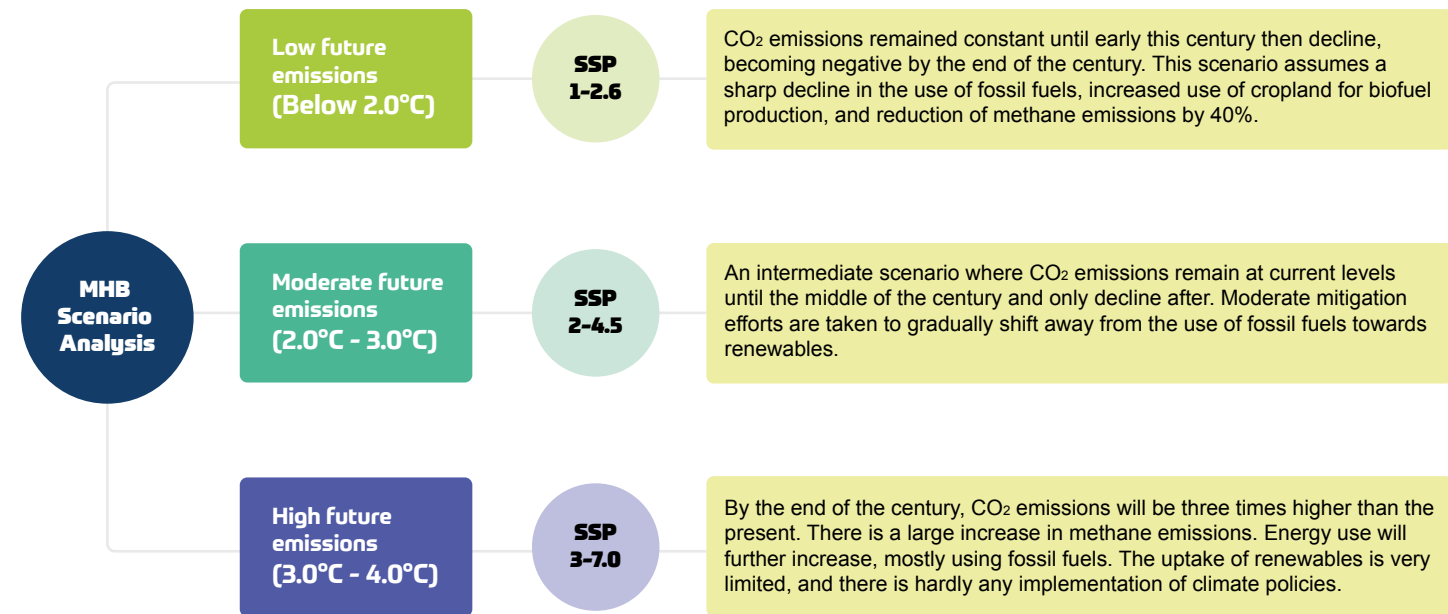 MHB
Scenario
Analysis
Low future
emissions
(Below 2.0°C)
SSP
1-2.6
CO₂ emissions remained constant until early this century then decline,
becoming negative by the end of the century. This scenario assumes a
sharp decline in the use of fossil fuels, increased use of cropland for biofuel
production, and reduction of methane emissions by 40%.
Moderate future
emissions
(2.0°C - 3.0°C)
SSP
2-4.5
An intermediate scenario where CO₂ emissions remain at current levels
until the middle of the century and only decline after. Moderate mitigation
efforts are taken to gradually shift away from the use of fossil fuels towards
renewables.
High future
emissions
(3.0°C - 4.0°C)
SSP
3-7.0
By the end of the century, CO₂ emissions will be three times higher than the
present. There is a large increase in methane emissions. Energy use will
further increase, mostly using fossil fuels. The uptake of renewables is very
limited, and there is hardly any implementation of climate policies.